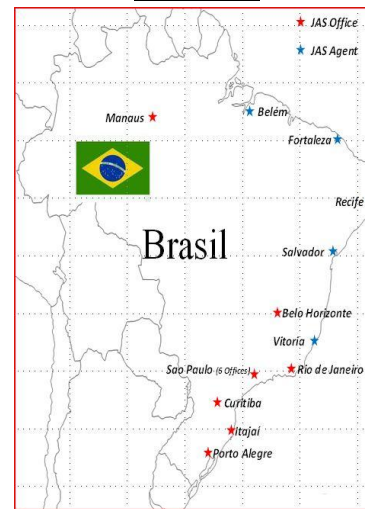 JAS Office
JAS Agent
Manaus
Belém
Fortaleza
Recife
Brasil
Salvador
Belo Horizonte
Vitoria
Sao Paulo (6 Offices)
Rio de Janeiro
Curitiba
Itajaí
Porto Alegre